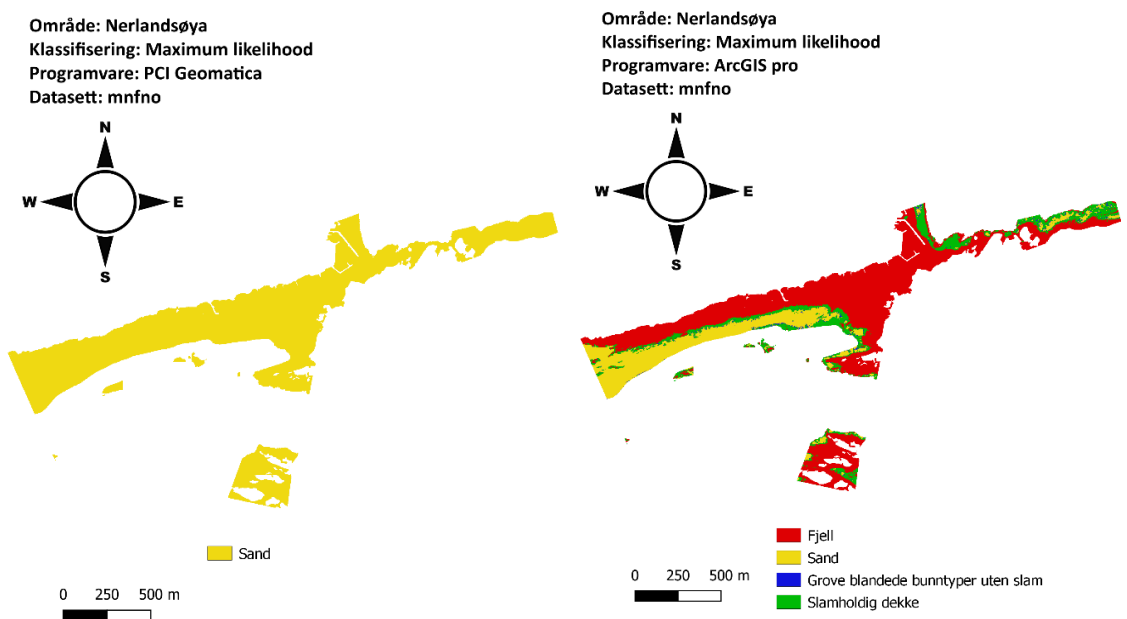 Område: Nerlandsøya
Klassifisering: Maximum likelihood
Programvare: PCI Geomatica
Datasett: mnfno
N
W
E
S
Sand
0
250
500 m
Område: Nerlandsøya
Klassifisering: Maximum likelihood
Programvare: ArcGIS pro
Datasett: mnfno
N
W
E
S
Fjell
Sand
Grove blandede bunntyper uten slam
Slamholdig dekke
0
250
500 m